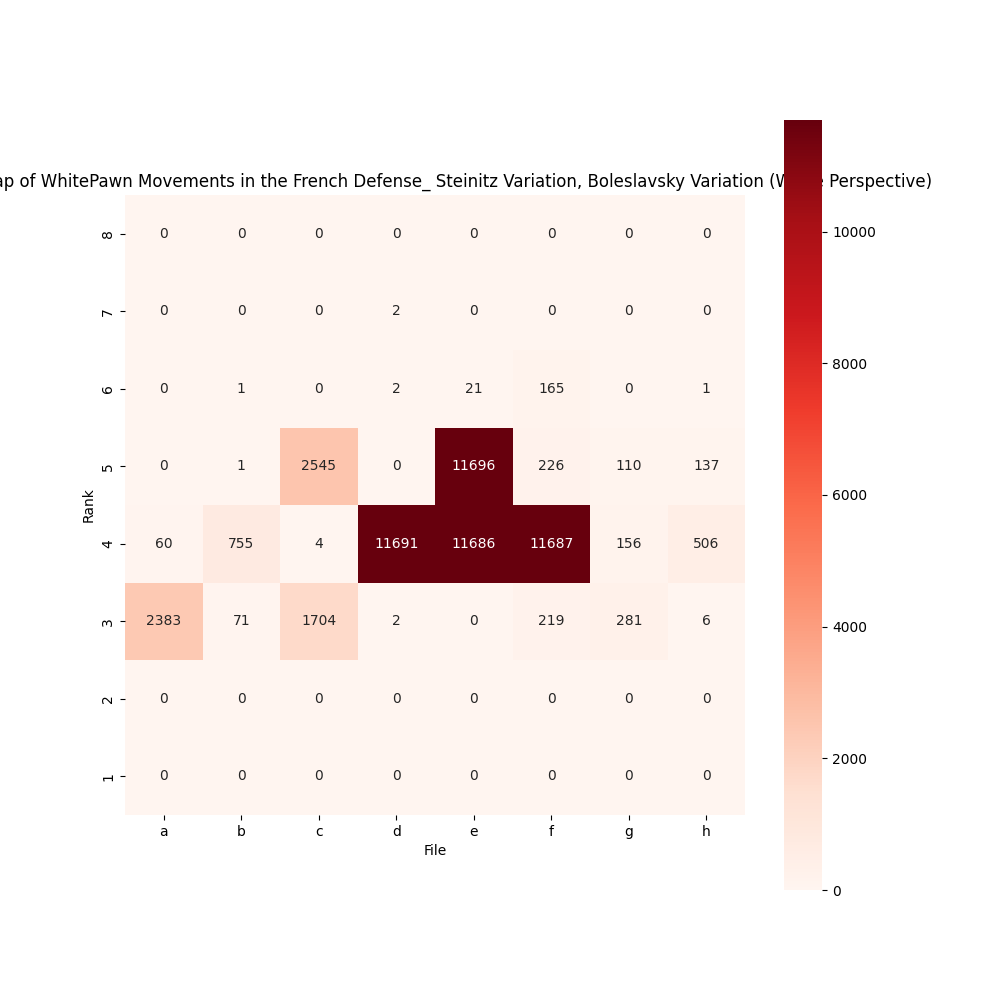 ap of WhitePawn Movements in the French Defense_ Steinitz Variation, Boleslavsky Variation (W Perspective)
8 0 0 0 0 0 0 0 0
7 0 0 0 2 0 0 0 0
6 0 1 0 2 21 165 0 1
5 0 1 2545 0 11696 226 110 137
4 60 755 4 11691 11686 11687 156 506
3 2383 71 1704 2 0 219 281 6
2 0 0 0 0 0 0 0 0
1 0 0 0 0 0 0 0 0
a b c d e f g h
File
Rank
10000
8000
6000
4000
2000
0